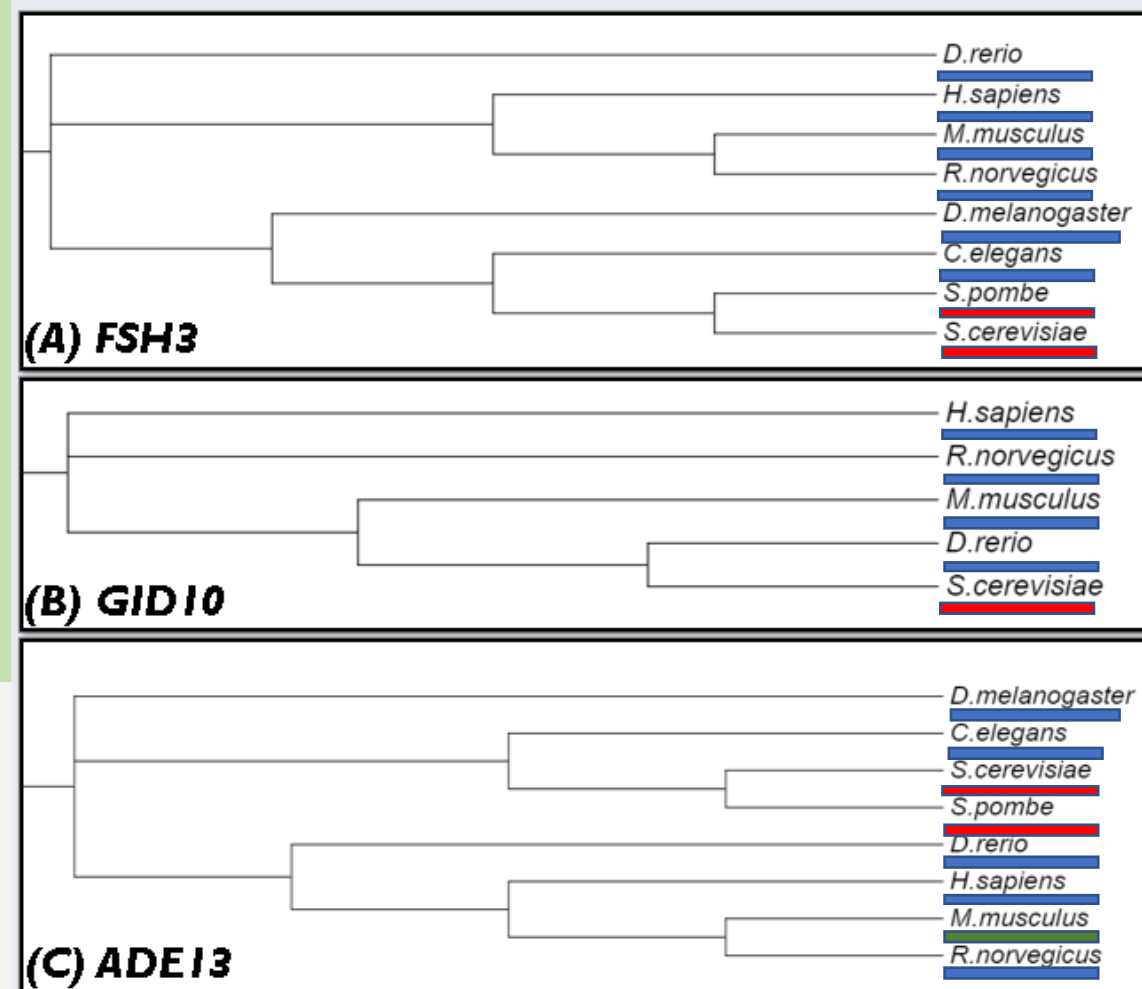 D.rerio
H.sapiens
M.musculus
R.norvegicus
D.melanogaster
C.elegans
S.pombe
S.cerevisiae
(A) FSH3
H.sapiens
R.norvegicus
M.musculus
D.rerio
S.cerevisiae
(B) GID10
D.melanogaster
C.elegans
S.cerevisiae
S.pombe
D.rerio
H.sapiens
M.musculus
R.norvegicus
(C) ADE13